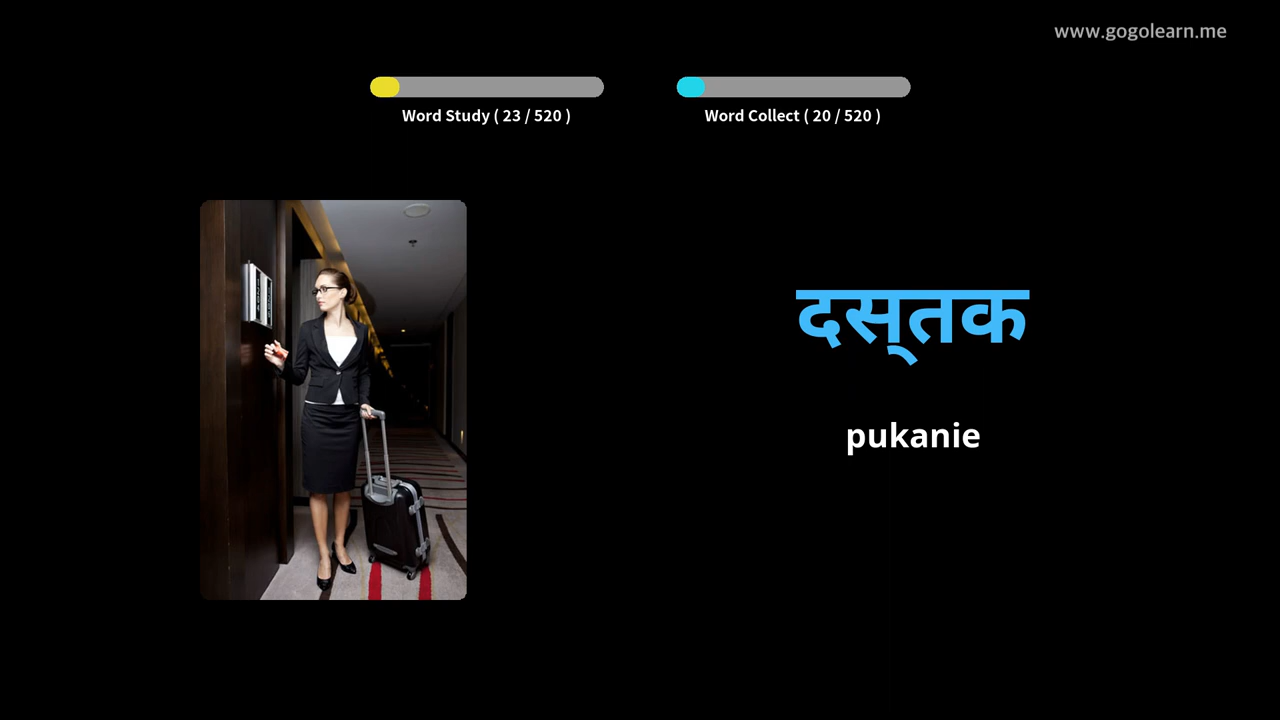 www.gogolearn.me
Word Study ( 23 / 520 )
Word Collect ( 20 / 520 )
दस्‌तक
pukanie